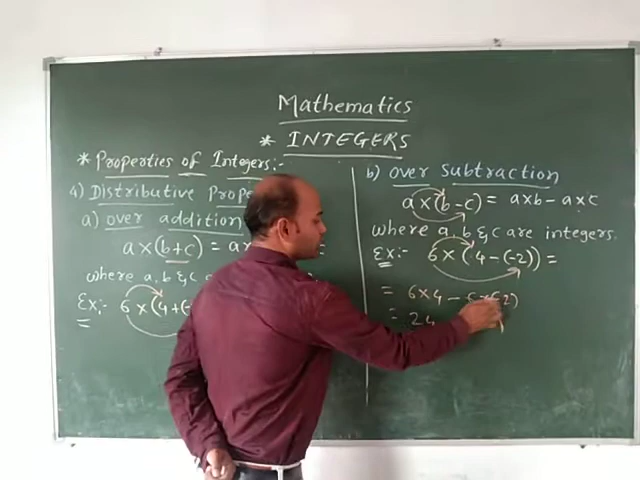 Mathematics
* INTEGERS
* Properties of Integers:-
4) Distributive Prope
a) over addition
a×(b+c) = a×
where a, b & c a
Ex:- 6×(4+(-
b) over Subtraction
a×(b-c) = a×b - a×c
where a, b & c are integers.
Ex:- 6×(4-(-2)) =
= 6×4 - 6×(-2)
= 24